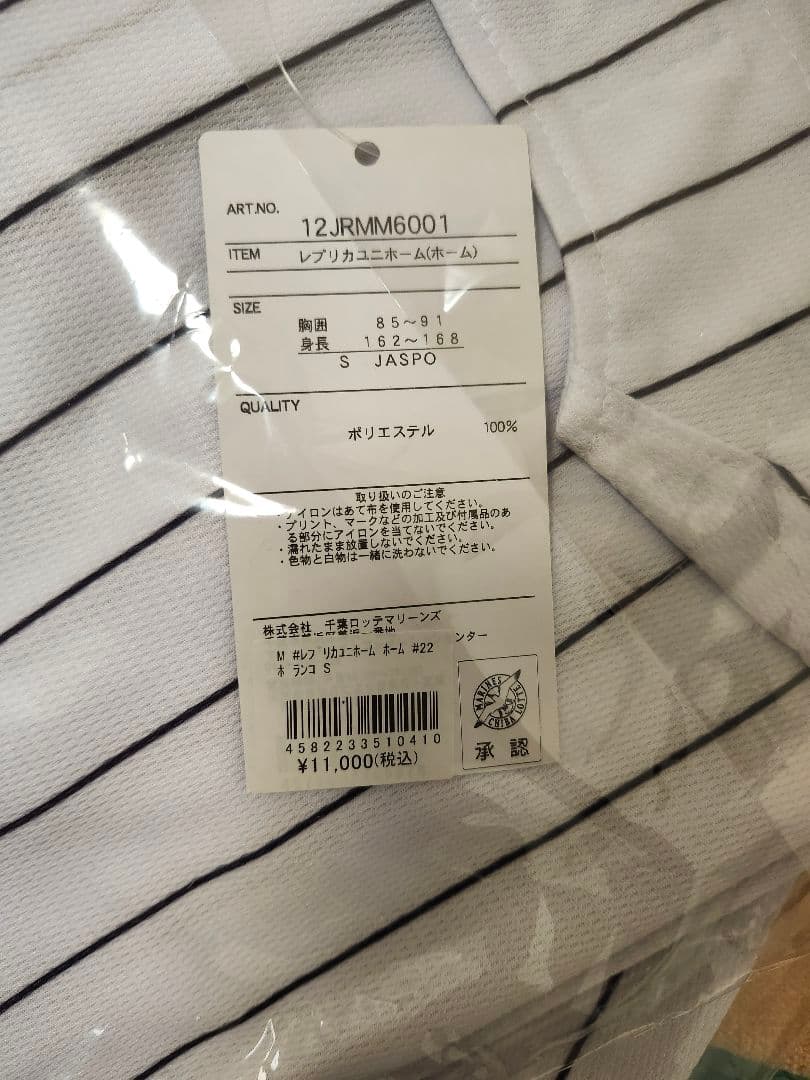 ART.NO.
12JRMM6001
ITEM レプリカユニホーム(ホーム)
SIZE
胸囲 85～91
身長 162～168
S JASPO
QUALITY
ポリエステル 100%
取り扱いのご注意
・アイロンはあて布を使用してください。
・プリント、マークなどの加工及び付属品のあ
る部分にアイロンを当てないでください。
・濡れたまま放置しないでください。
・色物と白物は一緒に洗わないでください。
株式会社 千葉ロッテマリーンズ
ンター
M #レプリカユニホーム ホーム #22
ポランコ S
4582233510410
¥11,000(税込)
MARINES
CHIBA LOTTE
承認